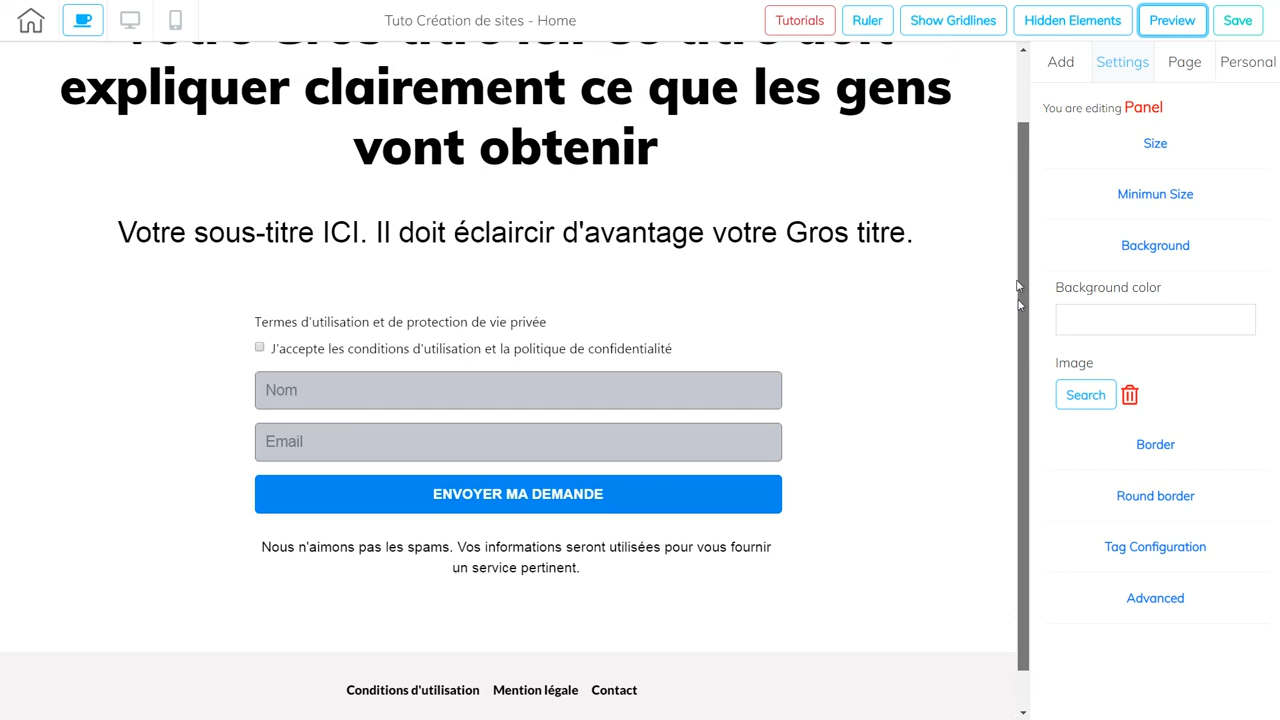 Tuto Création de sites - Home
Tutorials
Ruler
Show Gridlines
Hidden Elements
Preview
Save
Add
Settings
Page
Personal
expliquer clairement ce que les gens
vont obtenir
Votre sous-titre ICI. Il doit éclaircir d'avantage votre Gros titre.
Termes d'utilisation et de protection de vie privée
J'accepte les conditions d'utilisation et la politique de confidentialité
Nom
Email
ENVOYER MA DEMANDE
Nous n'aimons pas les spams. Vos informations seront utilisées pour vous fournir
un service pertinent.
Conditions d'utilisation
Mention légale
Contact
You are editing Panel
Size
Minimun Size
Background
Background color
Image
Search
Border
Round border
Tag Configuration
Advanced